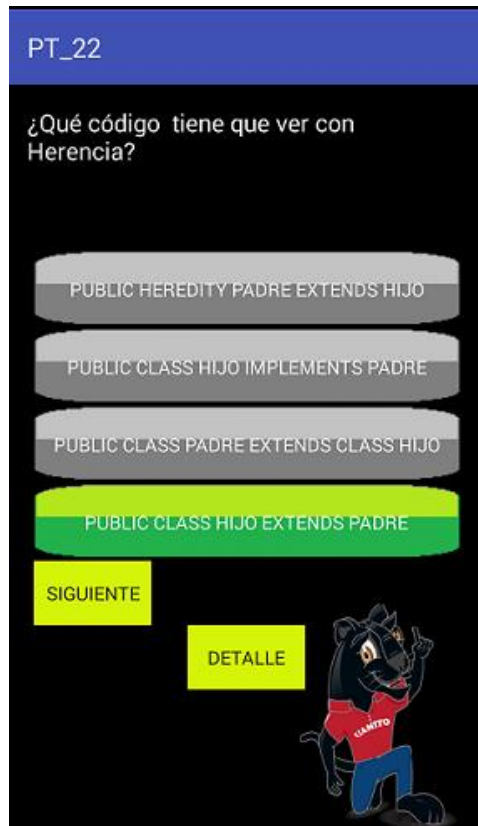 PT_22
¿Qué código tiene que ver con
Herencia?
PUBLIC HEREDITY PADRE EXTENDS HIJO
PUBLIC CLASS HIJO IMPLEMENTS PADRE
PUBLIC CLASS PADRE EXTENDS CLASS HIJO
PUBLIC CLASS HIJO EXTENDS PADRE
SIGUIENTE
DETALLE